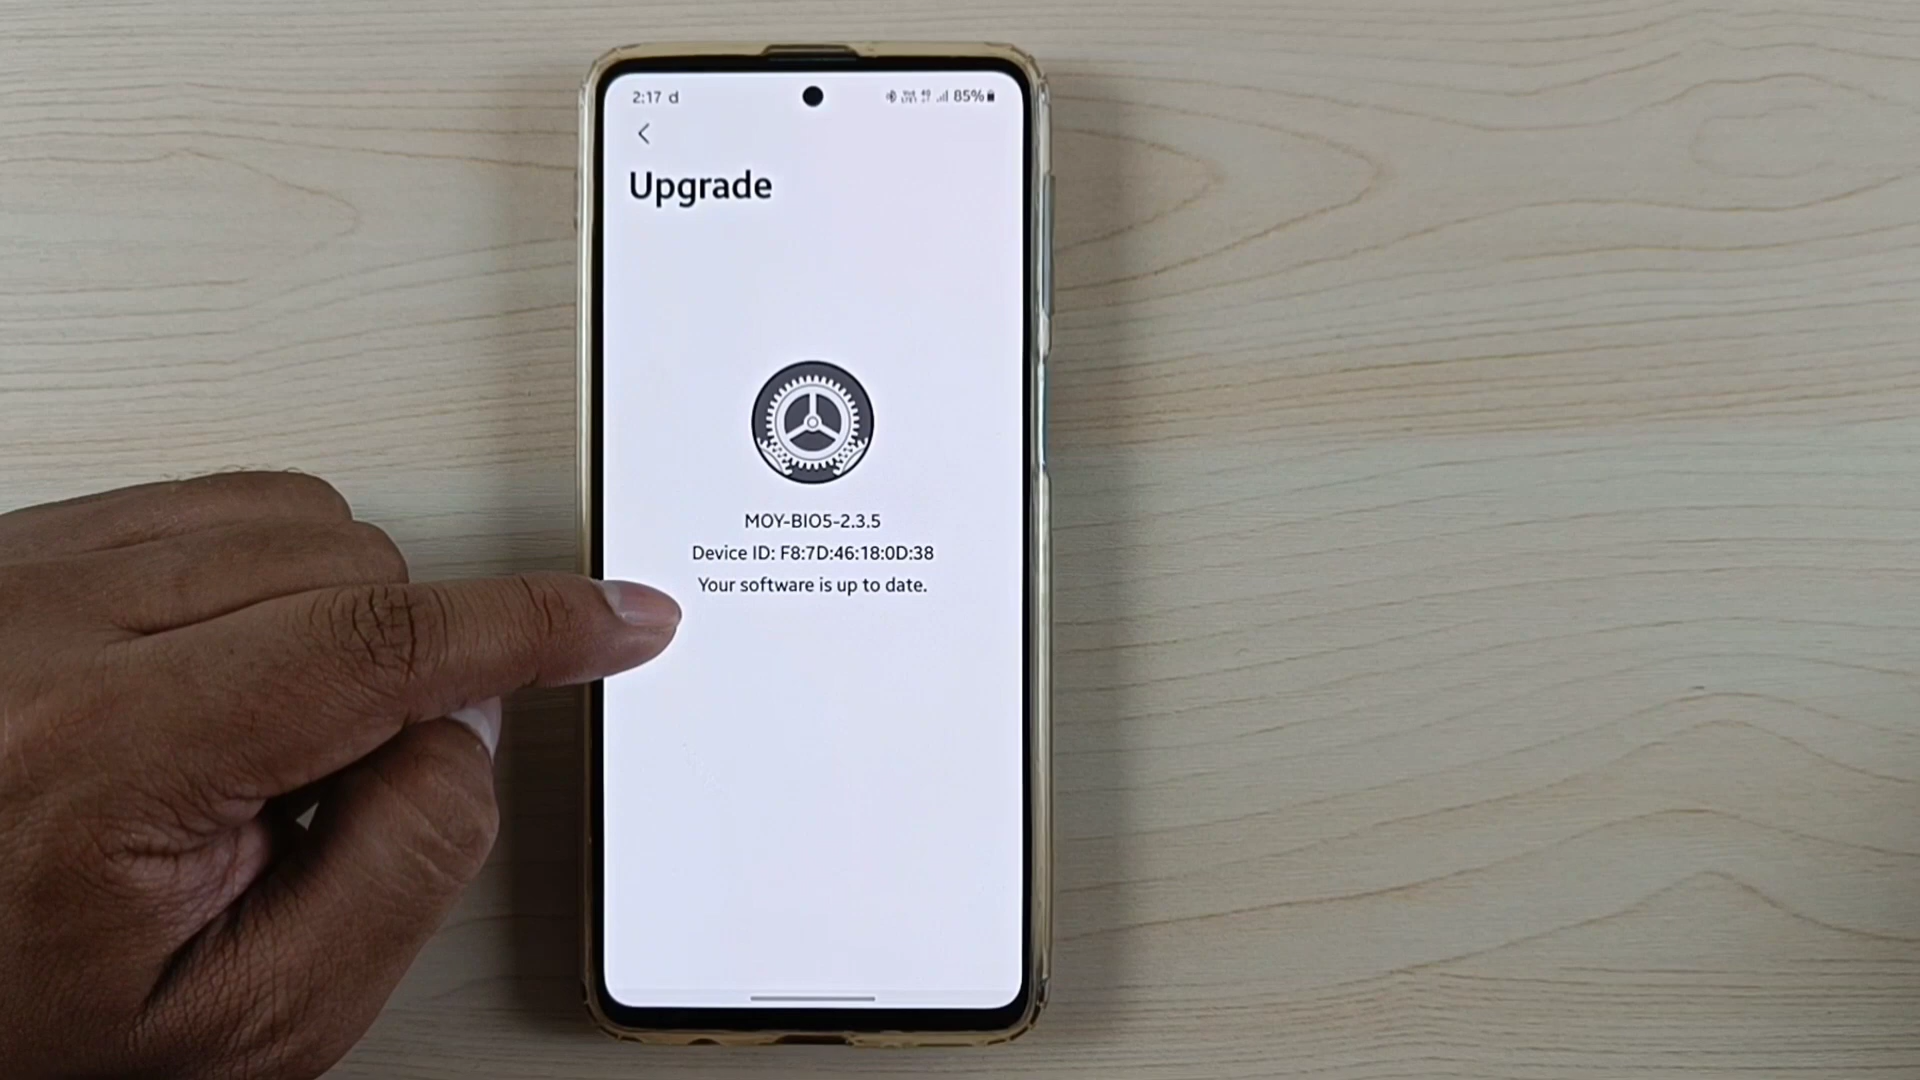 2:17 d 85%
Upgrade
MOY-BIO5-2.3.5
Device ID: F8:7D:46:18:0D:38
Your software is up to date.